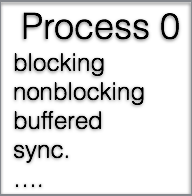 Process 0
blocking
nonblocking
buffered
sync.
....